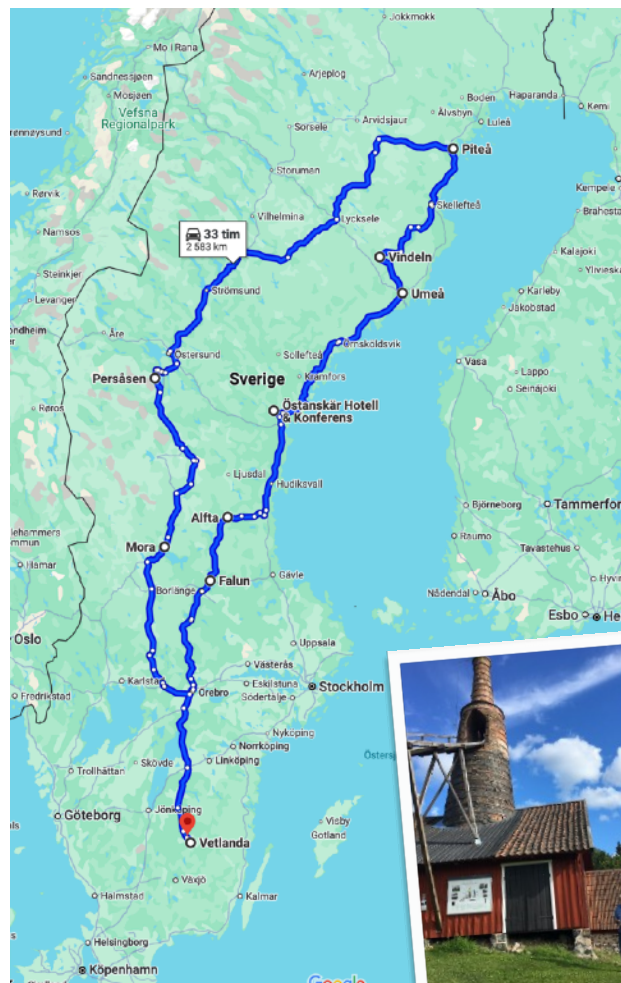 Jokkmokk
Mo i Rana
Sandnessjøen
Arjeplog
Mosjøen
Vefsna
Regionalpark
Boden
Haparanda
Kemi
Älvsbyn
Luleå
Arvidsjaur
Sorsele
Piteå
Storuman
Kempele
Rørvik
Skellefteå
Vilhelmina
Lycksele
Namsos
33 tim
2 583 km
Vindeln
Kalajoki
Steinkjer
Strömsund
Umeå
Karleby
Levanger
Jakobstad
Åre
Örnsköldsvik
Östersund
Sollefteå
Vasa
Lappo
Persåsen
Sverige
Kramfors
Seinäjoki
Røros
Östanskär Hotell
& Konferens
Ljusdal
Hudiksvall
Björneborg
Alfta
Mora
Raumo
Tavastehus
Hamar
Borlänge
Falun
Gävle
Nådendal
Åbo
Esbo
Oslo
Uppsala
Västerås
Karlstad
Örebro
Eskilstuna
Stockholm
Fredrikstad
Södertälje
Nyköping
Norrköping
Skövde
Linköping
Trollhättan
Göteborg
Jönköping
Visby
Gotland
Vetlanda
Växjö
Halmstad
Kalmar
Helsingborg
Köpenhamn
Google